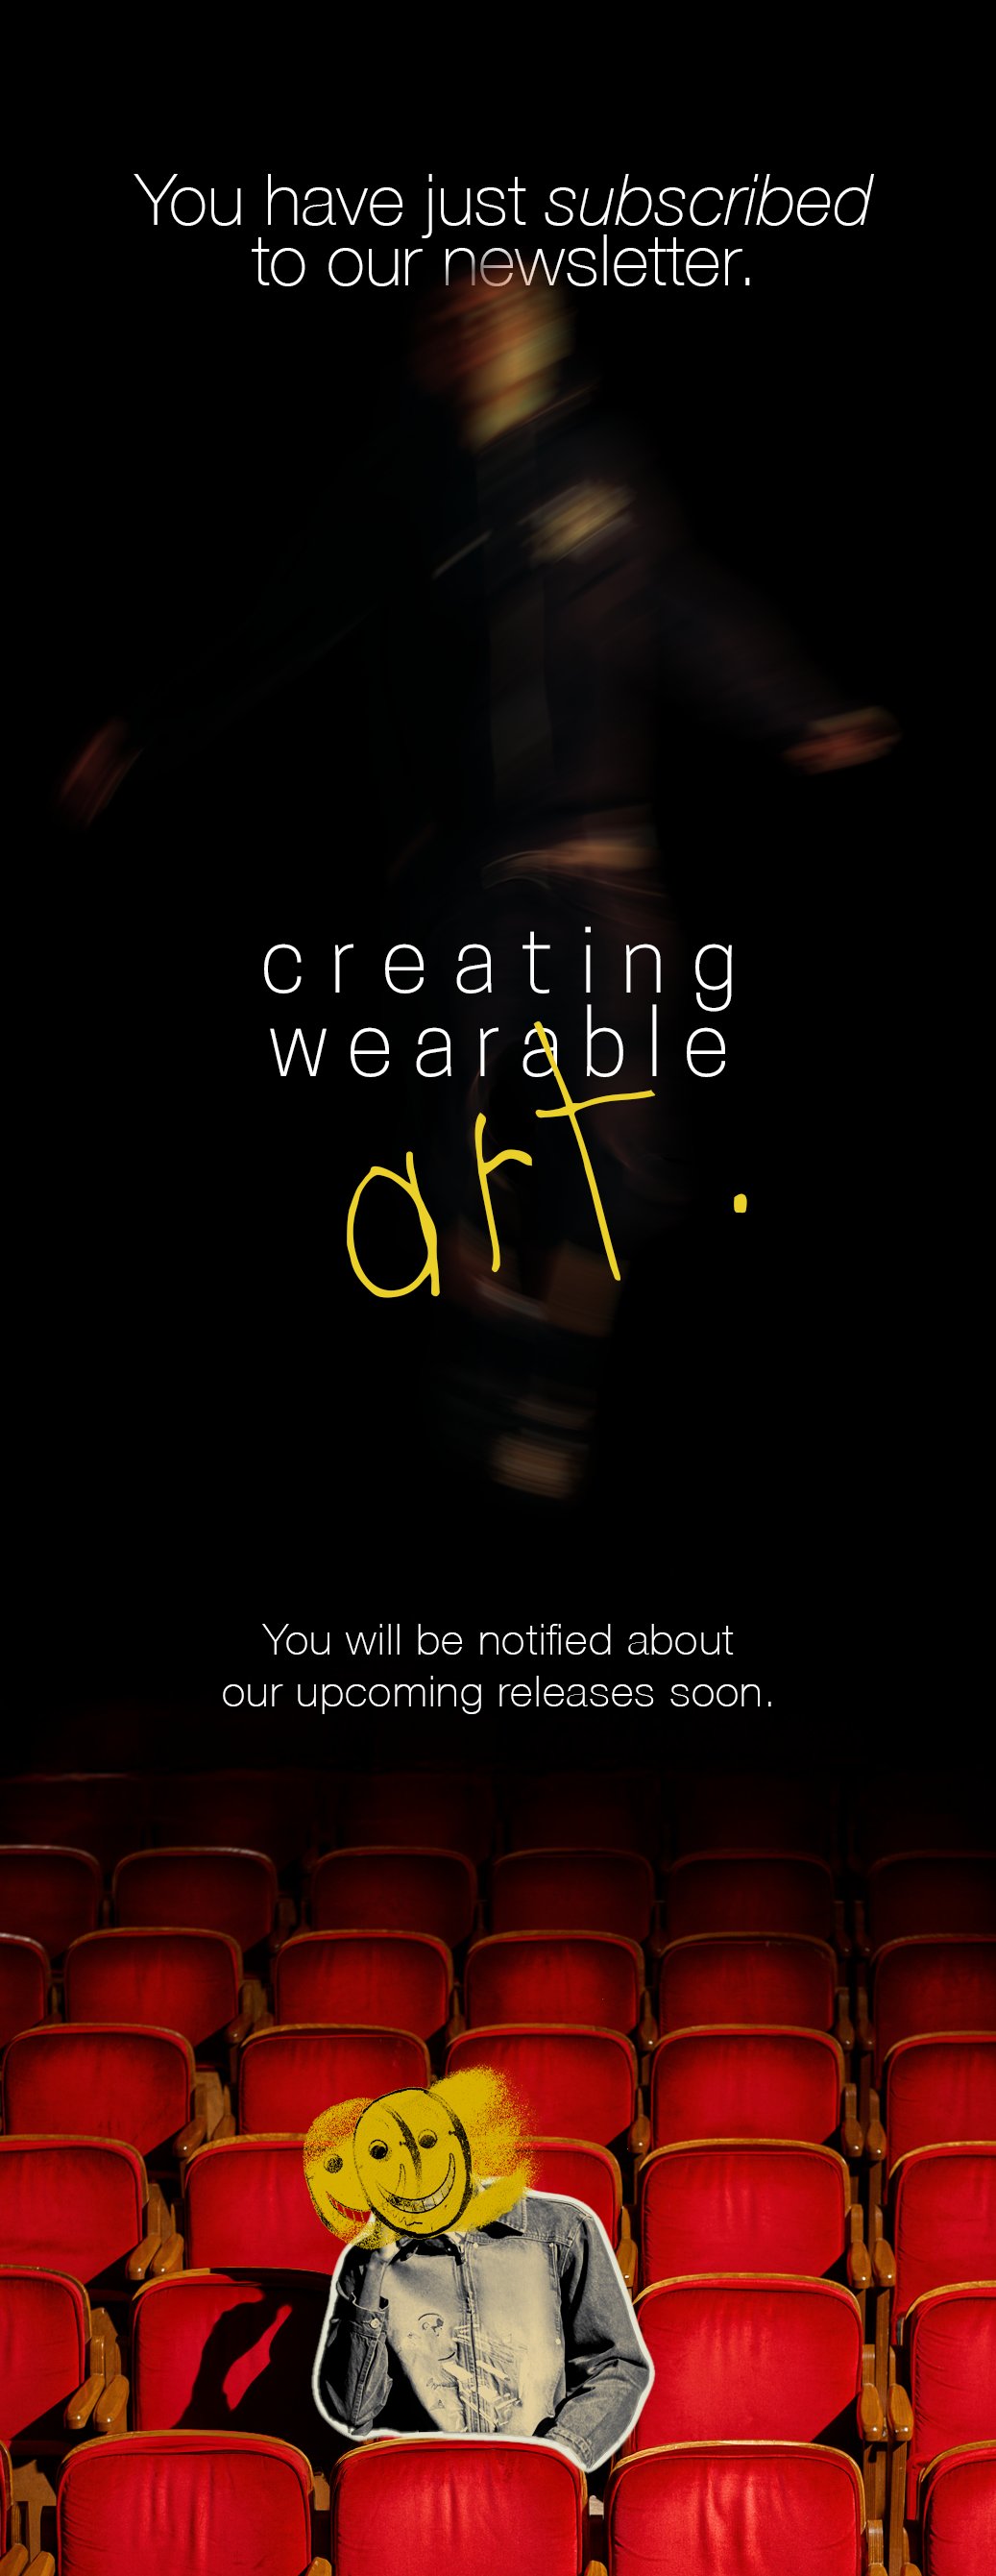 You have just subscribed
to our newsletter.
creating
wearable
art.
You will be notified about
our upcoming releases soon.